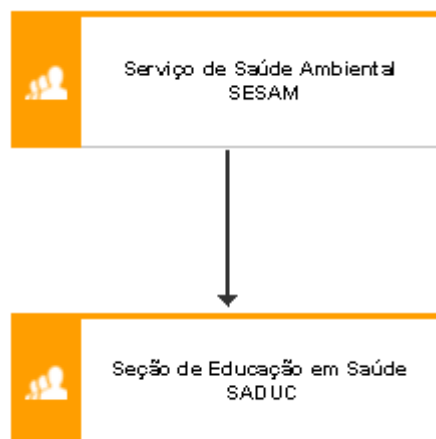 Serviço de Saúde Ambiental
SESAM
Seção de Educação em Saúde
SADUC